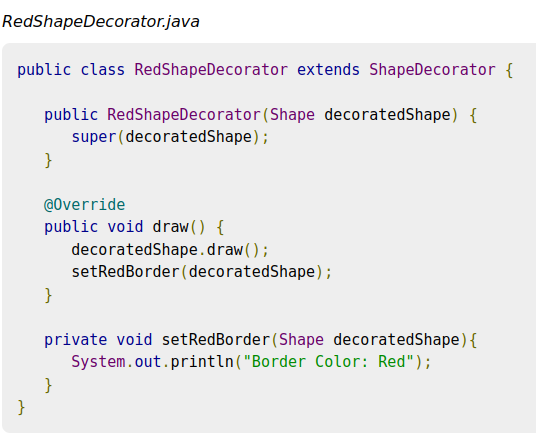 RedShapeDecorator.java
public class RedShapeDecorator extends ShapeDecorator {
public RedShapeDecorator(Shape decoratedShape) {
super(decoratedShape);
}
@Override
public void draw() {
decoratedShape.draw();
setRedBorder(decoratedShape);
}
private void setRedBorder(Shape decoratedShape){
System.out.println("Border Color: Red");
}
}